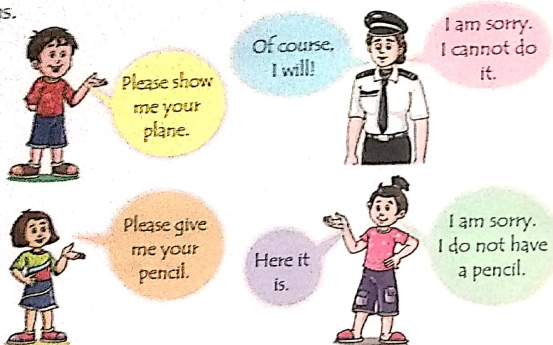 Please show
me your
plane.
Of course,
I will!
I am sorry.
I cannot do
it.
Please give
me your
pencil.
Here it
is.
I am sorry.
I do not have
a pencil.